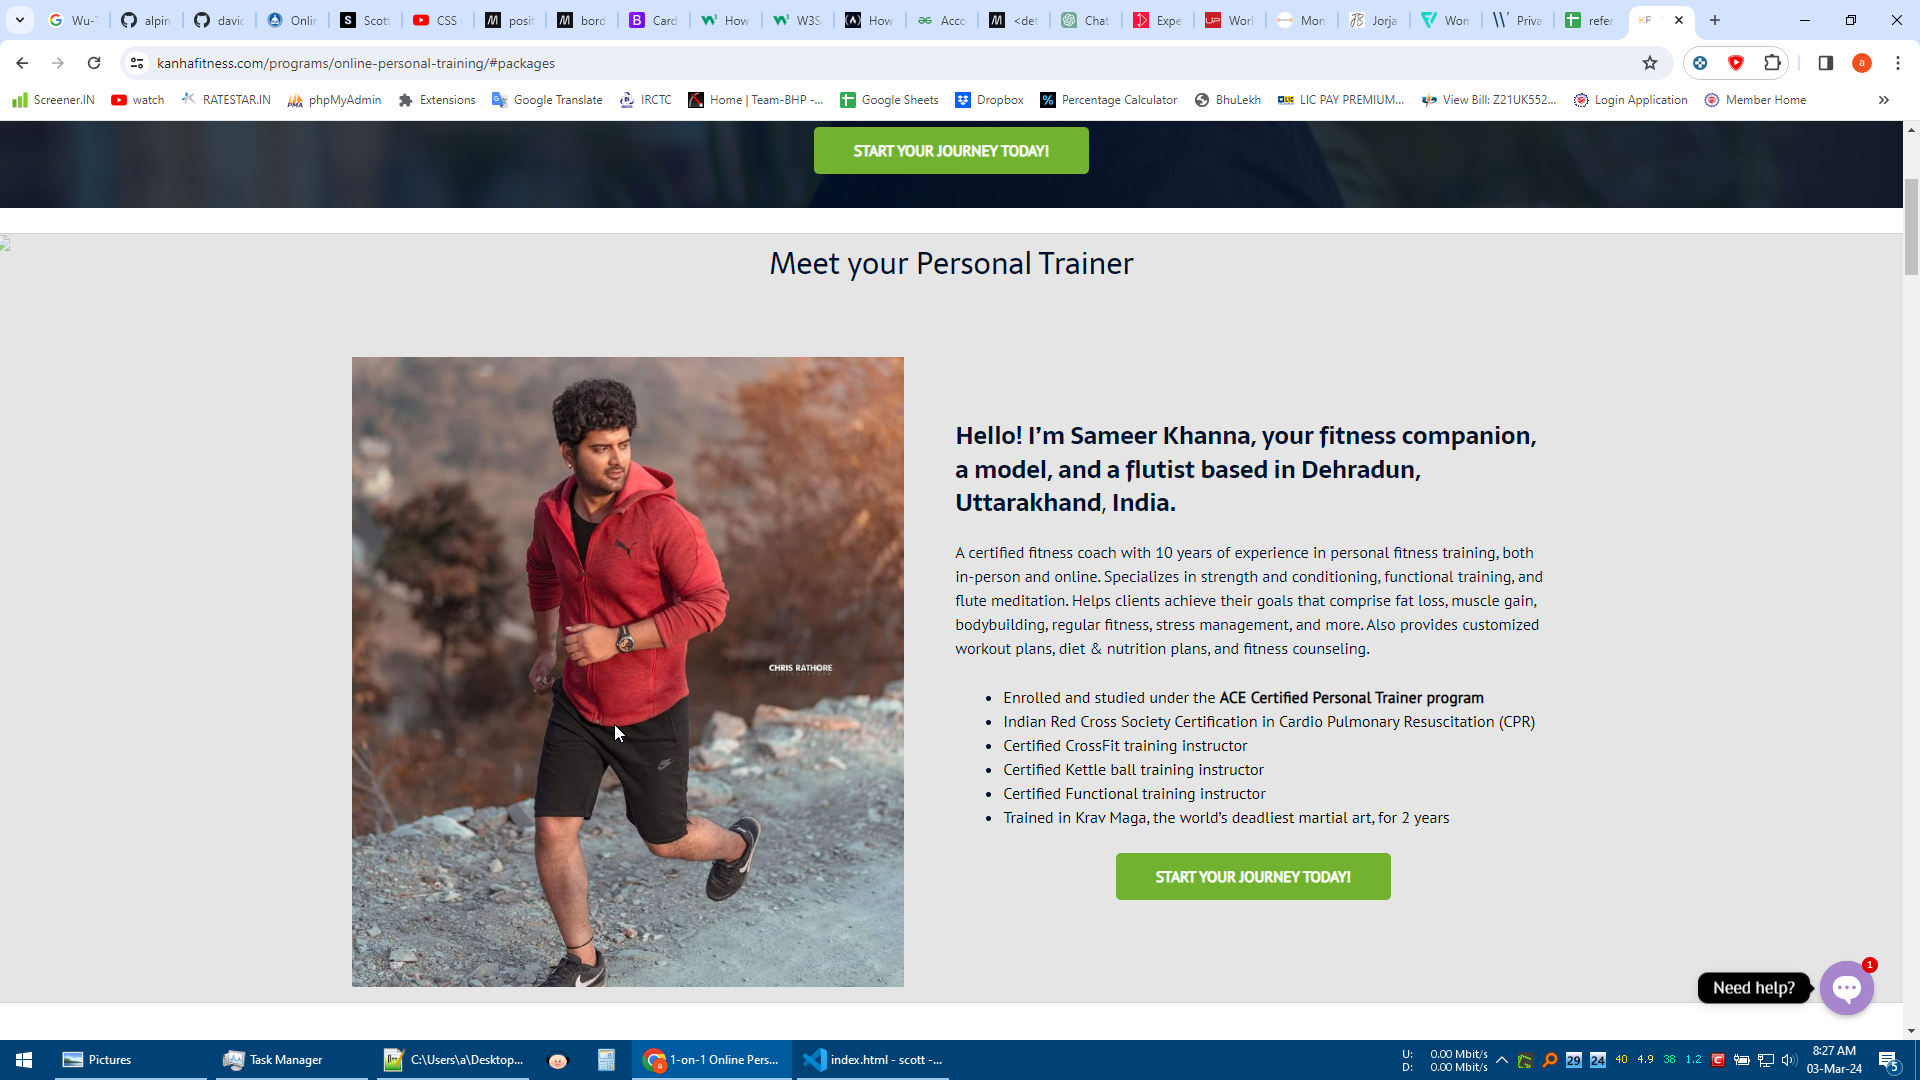 Wu-T
alpin
davic
Onlin
Scott
CSS
posit
bord
Card
How
W3S
How
Acco
<det
Chat
Expe
Worl
Mon
Jorja
Wom
Priva
refer
KF
kanhafitness.com/programs/online-personal-training/#packages
a
Screener.IN
watch
RATESTAR.IN
phpMyAdmin
Extensions
Google Translate
IRCTC
Home | Team-BHP -...
Google Sheets
Dropbox
Percentage Calculator
BhuLekh
LIC PAY PREMIUM...
View Bill: Z21UK552...
Login Application
Member Home
START YOUR JOURNEY TODAY!
Meet your Personal Trainer
CHRIS RATHORE
PHOTOGRAPHER
Hello! I’m Sameer Khanna, your fitness companion,
a model, and a flutist based in Dehradun,
Uttarakhand, India.
A certified fitness coach with 10 years of experience in personal fitness training, both
in-person and online. Specializes in strength and conditioning, functional training, and
flute meditation. Helps clients achieve their goals that comprise fat loss, muscle gain,
bodybuilding, regular fitness, stress management, and more. Also provides customized
workout plans, diet & nutrition plans, and fitness counseling.
Enrolled and studied under the ACE Certified Personal Trainer program
Indian Red Cross Society Certification in Cardio Pulmonary Resuscitation (CPR)
Certified CrossFit training instructor
Certified Kettle ball training instructor
Certified Functional training instructor
Trained in Krav Maga, the world’s deadliest martial art, for 2 years
START YOUR JOURNEY TODAY!
Need help?
1
Pictures
Task Manager
C:\Users\a\Desktop...
1-on-1 Online Pers...
index.html - scott -...
U: 0.00 Mbit/s
D: 0.00 Mbit/s
29
24
40
4.9
38
1.2
8:27 AM
03-Mar-24
5